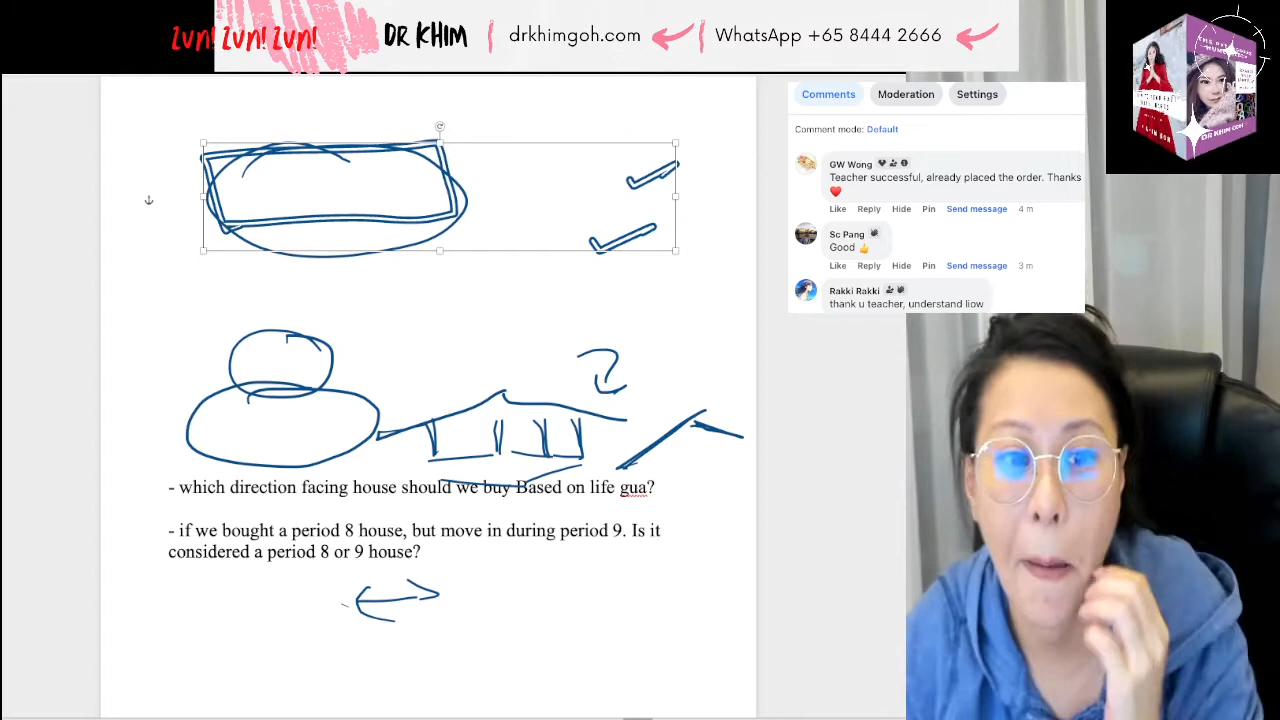 ZUN! ZUN! ZUN! DR KHIM drkhimgoh.com WhatsApp +65 8444 2666
Comments Moderation Settings
Comment mode: Default
GW Wong
Teacher successful, already placed the order. Thanks
Like Reply Hide Pin Send message 4 m
Sc Pang
Good
Like Reply Hide Pin Send message 3 m
Rakki Rakki
thank u teacher, understand liow
- which direction facing house should we buy Based on life gua?
- if we bought a period 8 house, but move in during period 9. Is it
considered a period 8 or 9 house?
DR KHIM GOH